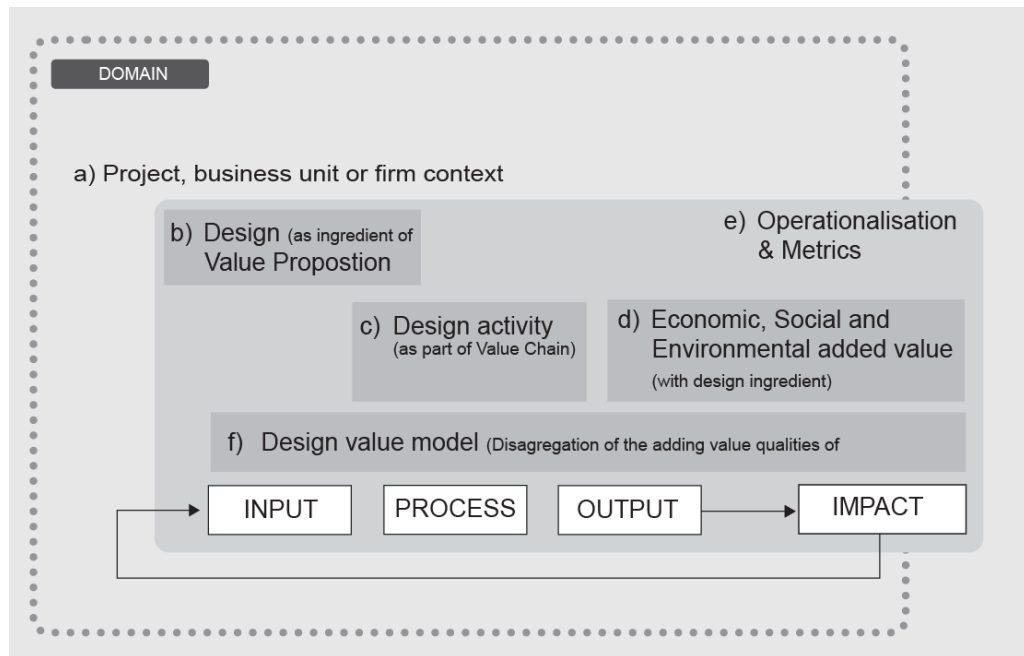 DOMAIN
a) Project, business unit or firm context
b) Design (as ingredient of
Value Propostion
e) Operationalisation
& Metrics
c) Design activity
(as part of Value Chain)
d) Economic, Social and
Environmental added value
(with design ingredient)
f) Design value model (Disagregation of the adding value qualities of
INPUT
PROCESS
OUTPUT
IMPACT